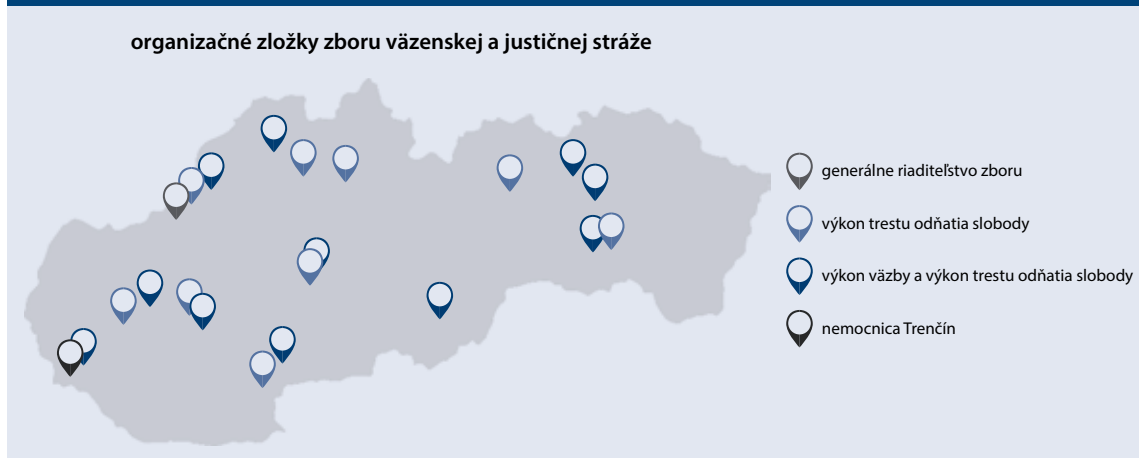 organizačné zložky zboru väzenskej a justičnej stráže
generálne riaditeľstvo zboru
výkon trestu odňatia slobody
výkon väzby a výkon trestu odňatia slobody
nemocnica Trenčín